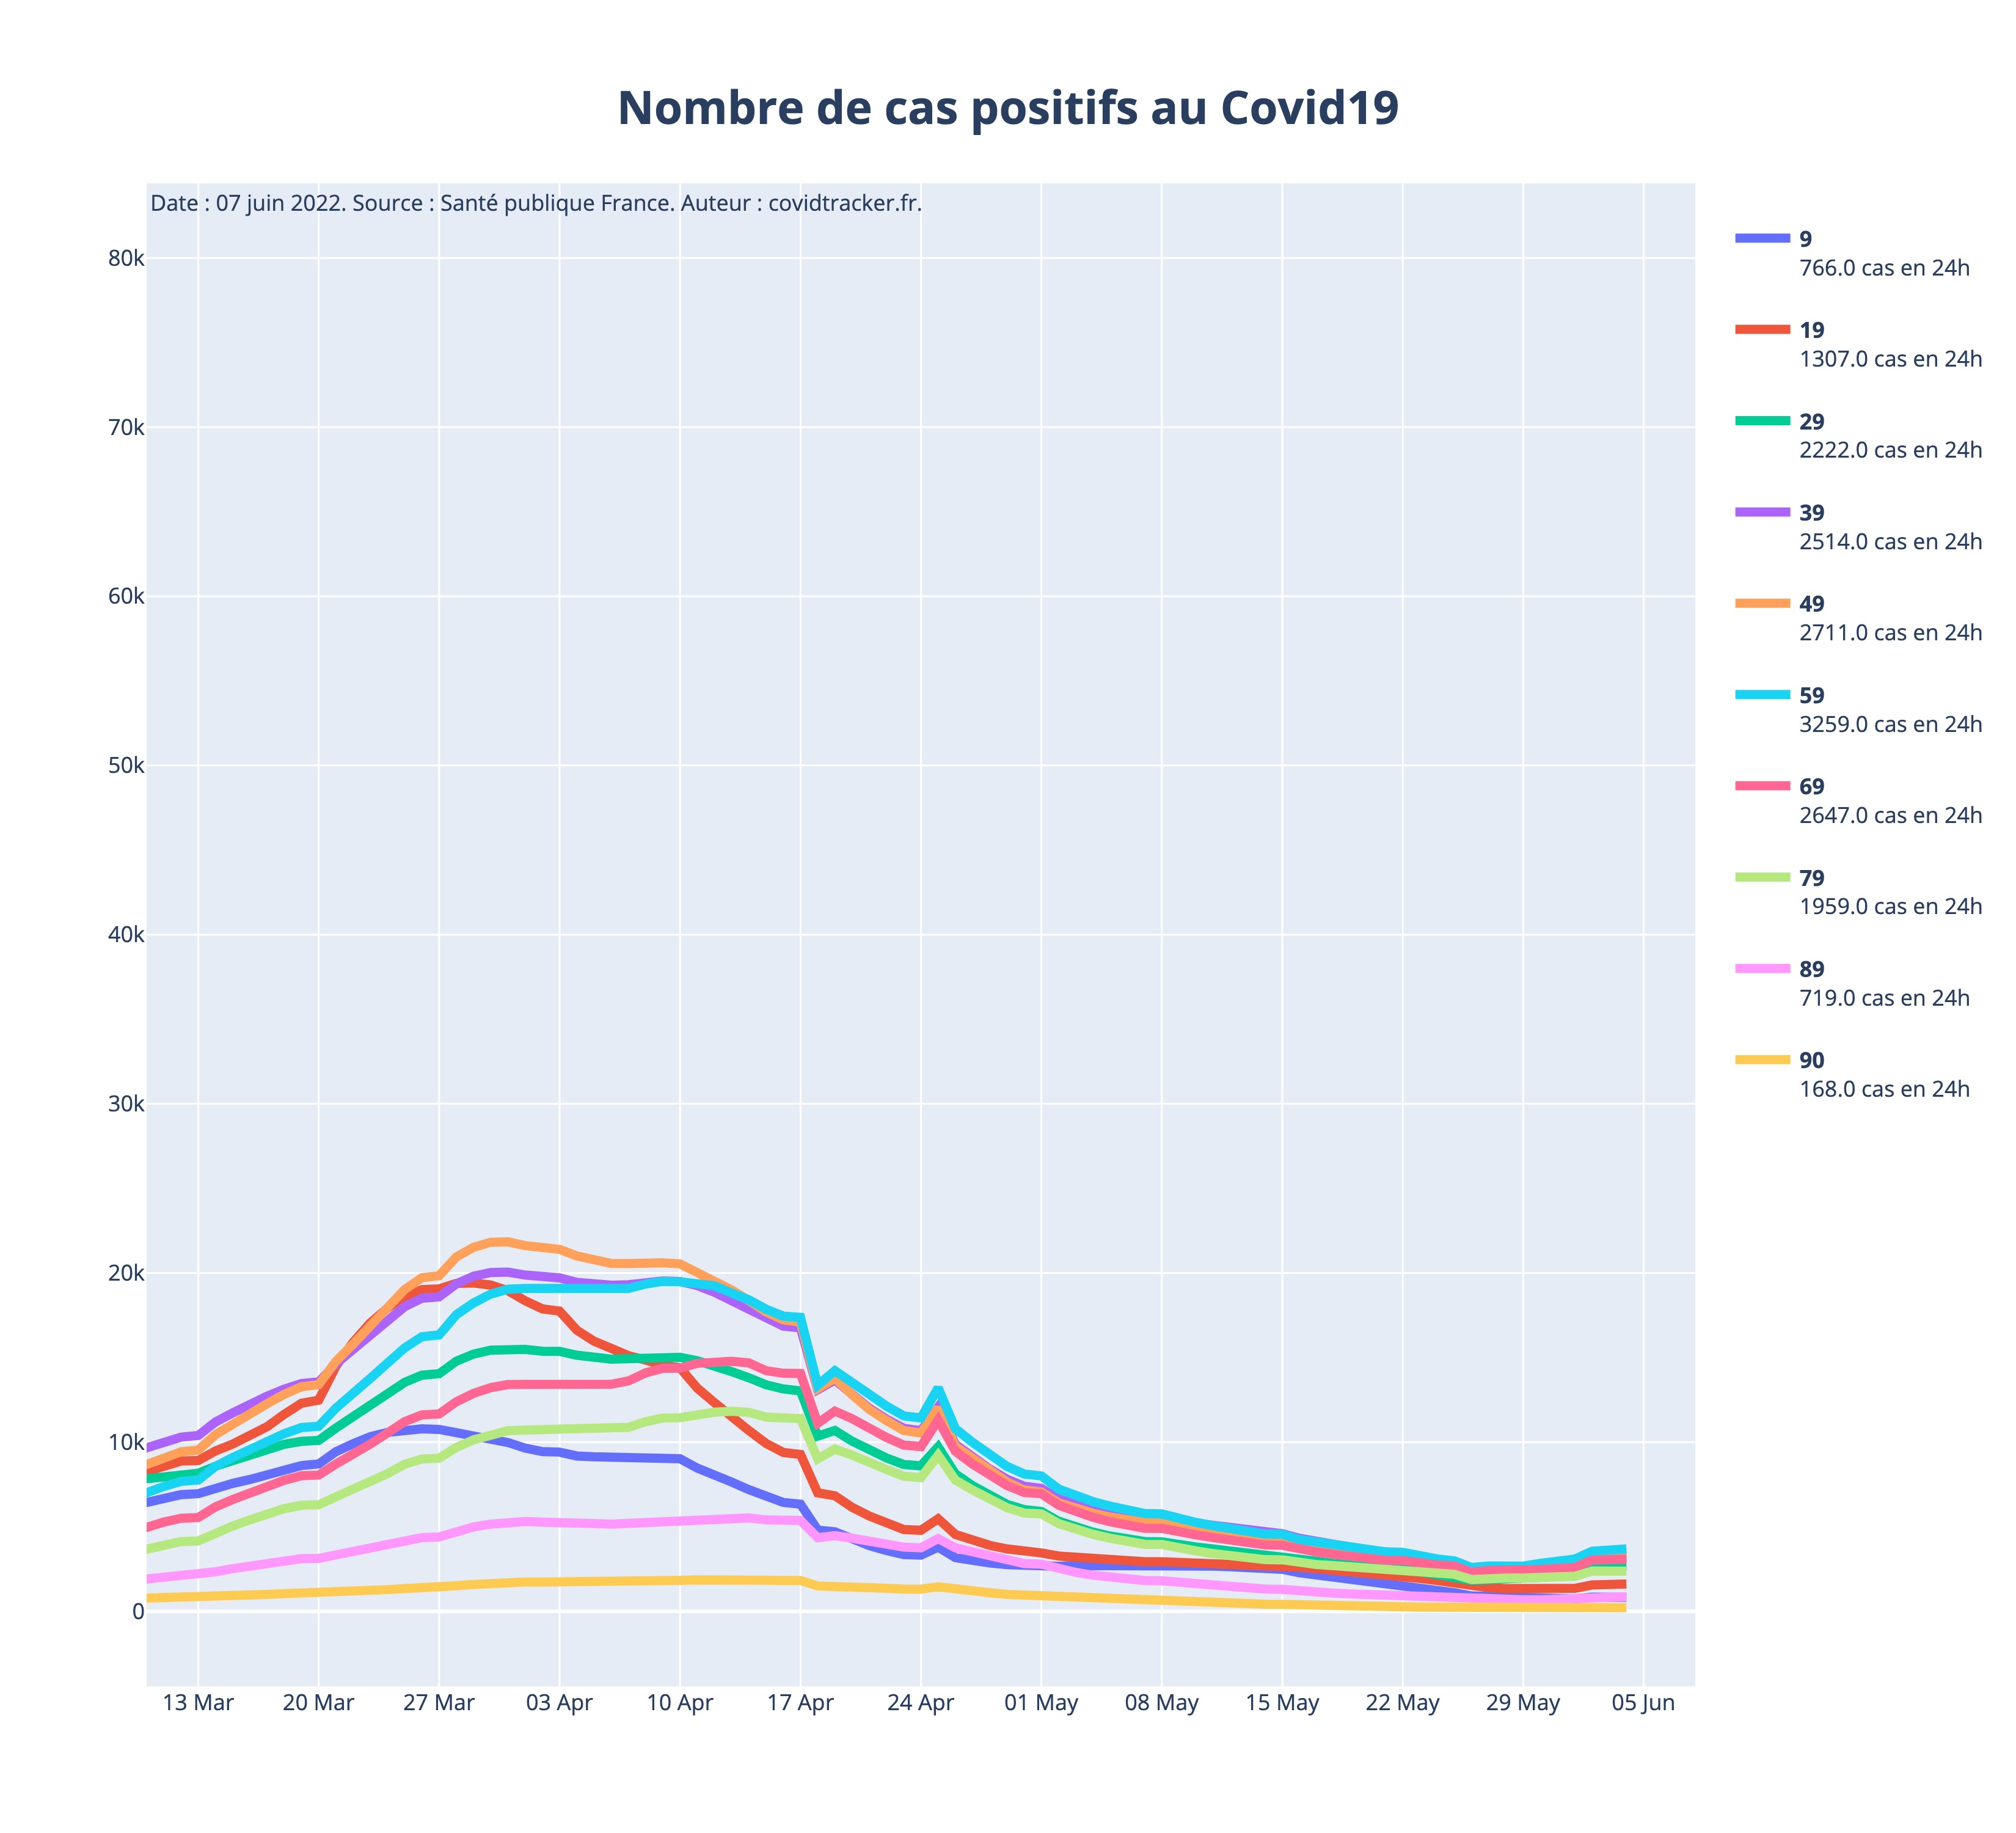 Nombre de cas positifs au Covid19
Date : 07 juin 2022. Source : Santé publique France. Auteur : covidtracker.fr.
80k
70k
60k
50k
40k
30k
20k
10k
0
13 Mar
20 Mar
27 Mar
03 Apr
10 Apr
17 Apr
24 Apr
01 May
08 May
15 May
22 May
29 May
05 Jun
9
766.0 cas en 24h
19
1307.0 cas en 24h
29
2222.0 cas en 24h
39
2514.0 cas en 24h
49
2711.0 cas en 24h
59
3259.0 cas en 24h
69
2647.0 cas en 24h
79
1959.0 cas en 24h
89
719.0 cas en 24h
90
168.0 cas en 24h